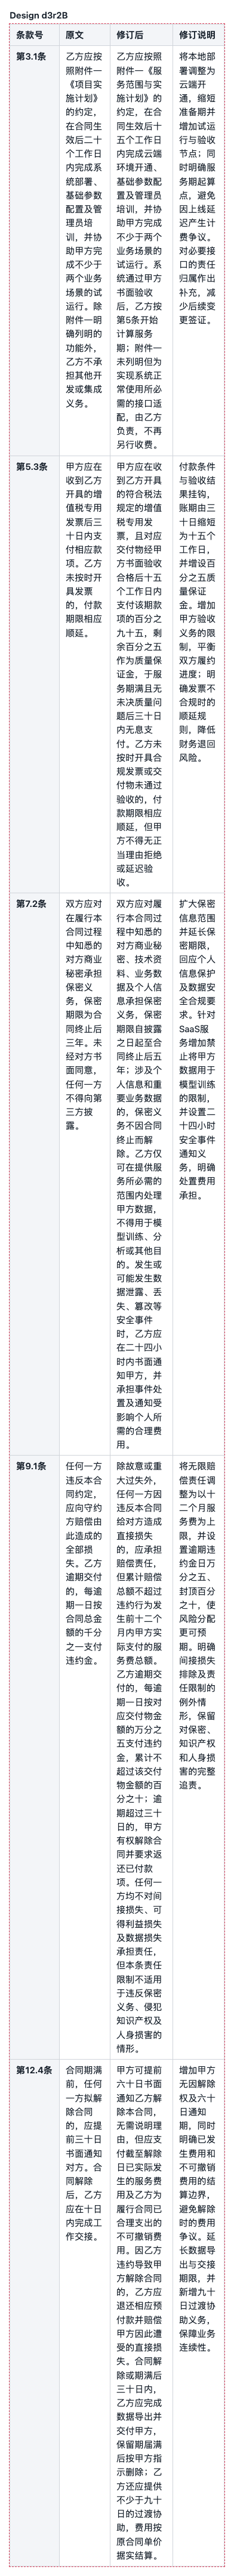 Design d3r2B
条款号 原文 修订后 修订说明
第3.1条
乙方应按
照附件一
《项目实
施计划》
的约定，
在合同生
效后二十
个工作日
内完成系
统部署、
基础参数
配置及管
理员培
训，并协
助甲方完
成不少于
两个业务
场景的试
运行。除
附件一明
确列明的
功能外，
乙方不承
担其他开
发或集成
义务。
乙方应按照
附件一《服
务范围与实
施计划》的
约定，在合
同生效后十
五个工作日
内完成云端
环境开通、
基础参数配
置及管理员
培训，并协
助甲方完成
不少于两个
业务场景的
试运行。系
统通过甲方
书面验收
后，乙方按
第5条开始
计算服务
期；附件一
未列明但为
实现系统正
常使用所必
需的接口适
配，由乙方
负责，不再
另行收费。
将本地部
署调整为
云端开
通，缩短
准备期并
增加试运
行与验收
节点；同
时明确服
务期起算
点，避免
因上线延
迟产生计
费争议。
对必要接
口的责任
归属作出
补充，减
少后续变
更签证。
第5.3条
甲方应在
收到乙方
开具的增
值税专用
发票后三
十日内支
付相应款
项。乙方
未按时开
具发票
的，付款
期限相应
顺延。
甲方应在收
到乙方开具
的符合税法
规定的增值
税专用发
票，且对应
交付物经甲
方书面验收
合格后十五
个工作日内
支付该期款
项的百分之
九十五，剩
余百分之五
作为质量保
证金，于服
务期满且无
未决质量问
题后三十日
内无息支
付。乙方未
按时开具合
规发票或交
付物未通过
验收的，付
款期限相应
顺延，但甲
方不得无正
当理由拒绝
或延迟验
收。
付款条件
与验收结
果挂钩，
账期由三
十日缩短
为十五个
工作日，
并增设百
分之五质
量保证
金。增加
甲方验收
义务的限
制，平衡
双方履约
进度；明
确发票不
合规时的
顺延规
则，降低
财务退回
风险。
第7.2条
双方应对
在履行本
合同过程
中知悉的
对方商业
秘密承担
保密义
务，保密
期限为合
同终止后
三年。未
经对方书
面同意，
任何一方
不得向第
三方披
露。
双方应对履
行本合同过
程中知悉的
对方商业秘
密、技术资
料、业务数
据及个人信
息承担保密
义务，保密
期限自披露
之日起至合
同终止后五
年；涉及个
人信息和重
要业务数据
的，保密义
务不因合同
终止而解
除。乙方仅
可在提供服
务所必需的
范围内处理
甲方数据，
不得用于模
型训练、分
析或其他目
的。发生或
可能发生数
据泄露、丢
失、篡改等
安全事件
时，乙方应
在二十四小
时内书面通
知甲方，并
承担事件处
置及通知受
影响个人所
需的合理费
用。
扩大保密
信息范围
并延长保
密期限，
回应个人
信息保护
及数据安
全合规要
求。针对
SaaS服
务增加禁
止将甲方
数据用于
模型训练
的限制，
并设置二
十四小时
安全事件
通知义
务，明确
处置费用
承担。
第9.1条
任何一方
违反本合
同约定，
应向守约
方赔偿由
此造成的
全部损
失。乙方
逾期交付
的，每逾
期一日按
合同总金
额的千分
之一支付
违约金。
除故意或重
大过失外，
任何一方因
违反本合同
给对方造成
直接损失
的，应承担
赔偿责任，
但累计赔偿
总额不超过
违约行为发
生前十二个
月内甲方实
际支付的服
务费总额。
乙方逾期交
付的，每逾
期一日按对
应交付物金
额的万分之
五支付违约
金，累计不
超过该交付
物金额的百
分之十；逾
期超过三十
日的，甲方
有权解除合
同并要求返
还已付款
项。任何一
方均不对间
接损失、可
得利益损失
及数据损失
承担责任，
但本条责任
限制不适用
于违反保密
义务、侵犯
知识产权及
人身损害的
情形。
将无限赔
偿责任调
整为以十
二个月服
务费为上
限，并设
置逾期违
约金日万
分之五、
封顶百分
之十，使
风险分配
更可预
期。明确
间接损失
排除及责
任限制的
例外情
形，保留
对保密、
知识产权
和人身损
害的完整
追责。
第12.4条
合同期满
前，任何
一方拟解
除合同
的，应提
前三十日
书面通知
对方。合
同解除
后，乙方
应在十日
内完成工
作交接。
甲方可提前
六十日书面
通知乙方解
除本合同，
无需说明理
由，但应支
付截至解除
日已实际发
生的服务费
用及乙方为
履行合同已
合理支出的
不可撤销费
用。因乙方
违约导致甲
方解除合同
的，乙方应
退还相应预
付款并赔偿
甲方因此遭
受的直接损
失。合同解
除或期满后
三十日内，
乙方应完成
数据导出并
交付甲方，
保留期届满
后按甲方指
示删除；乙
方还应提供
不少于九十
日的过渡协
助，费用按
原合同单价
据实结算。
增加甲方
无因解除
权及六十
日通知
期，同时
明确已发
生费用和
不可撤销
费用的结
算边界，
避免解除
时的费用
争议。延
长数据导
出与交接
期限，并
新增九十
日过渡协
助义务，
保障业务
连续性。